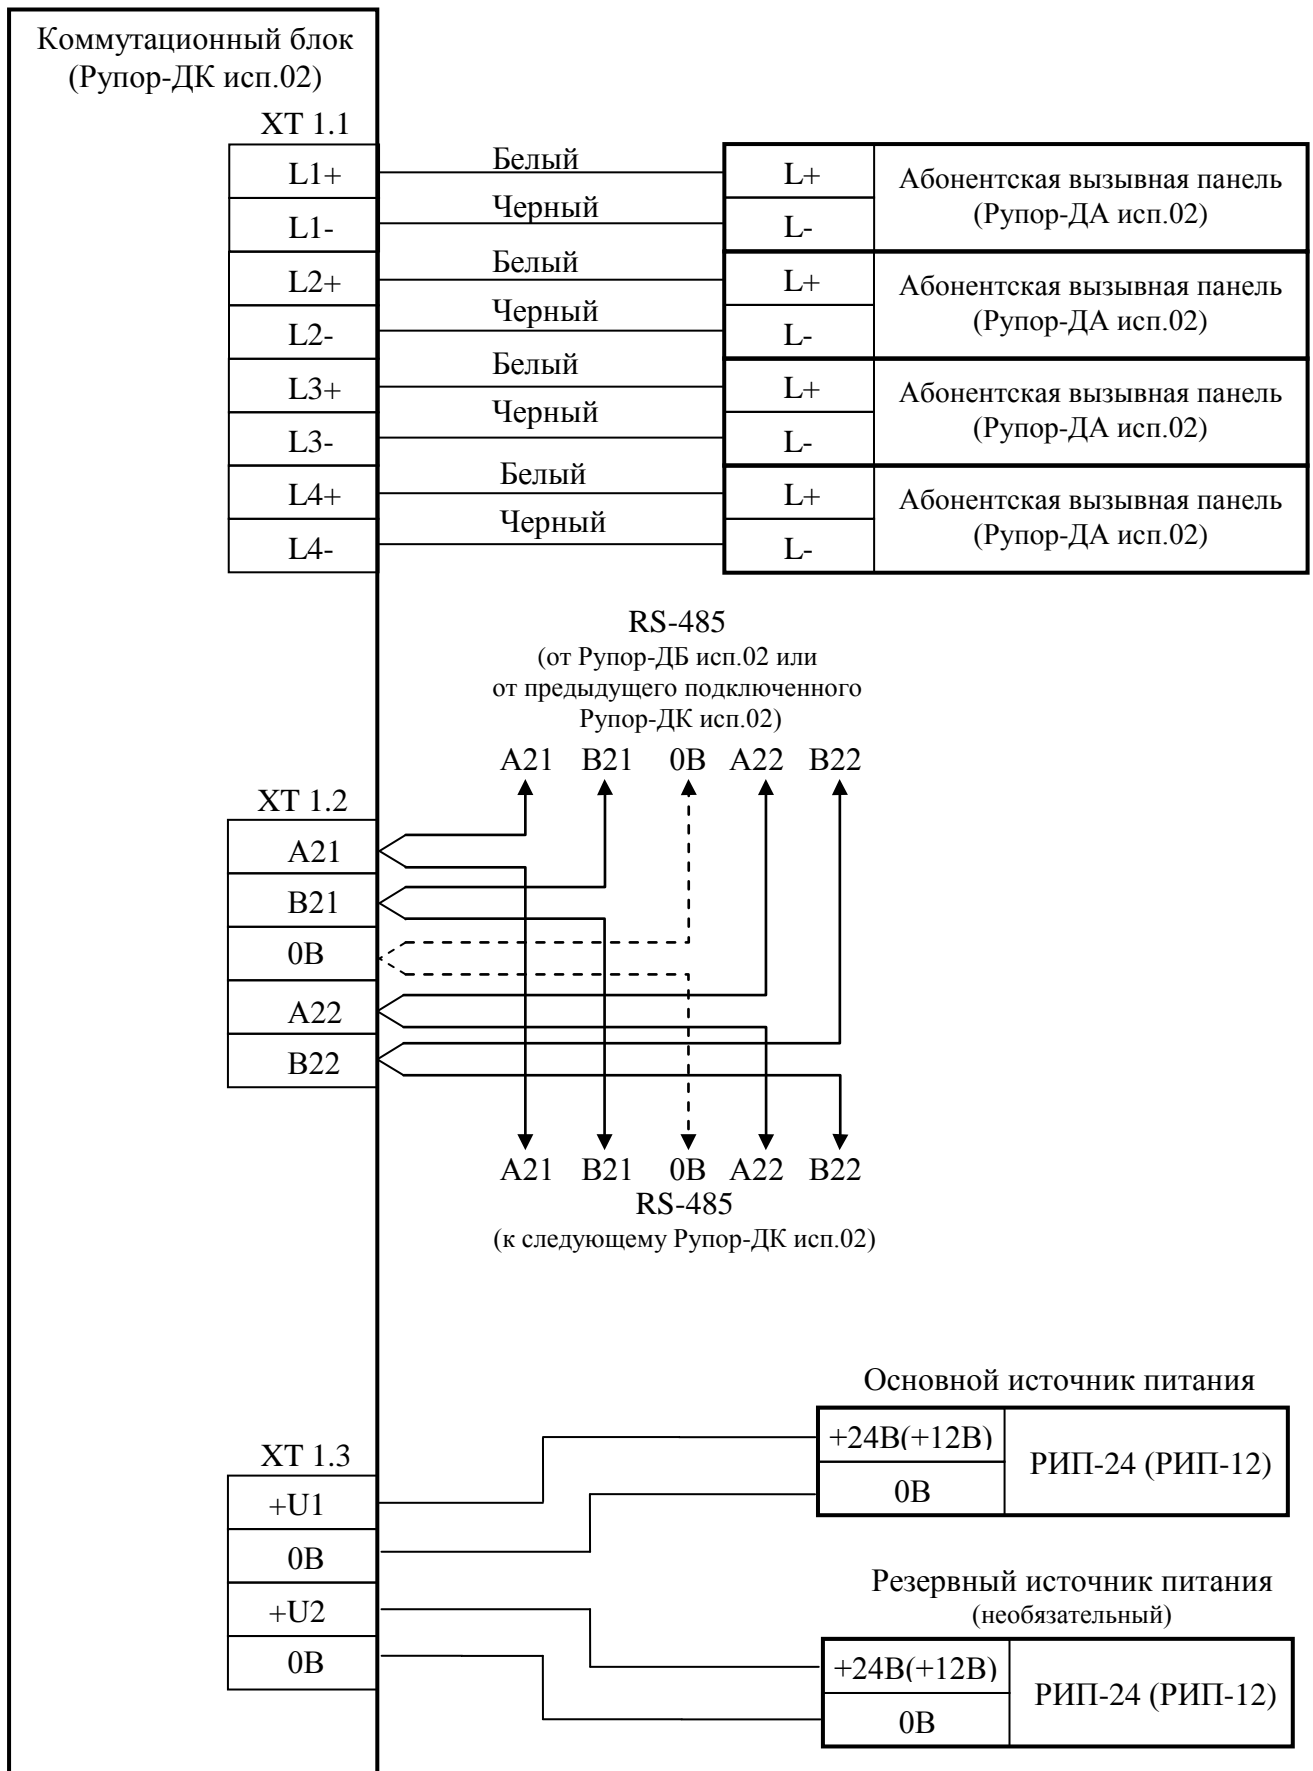 Коммутационный блок
(Рупор-ДК исп.02)
XT 1.1
L1+
Белый
L+
Абонентская вызывная панель
(Рупор-ДА исп.02)
L1-
Черный
L-
L2+
Белый
L+
Абонентская вызывная панель
(Рупор-ДА исп.02)
L2-
Черный
L-
L3+
Белый
L+
Абонентская вызывная панель
(Рупор-ДА исп.02)
L3-
Черный
L-
L4+
Белый
L+
Абонентская вызывная панель
(Рупор-ДА исп.02)
L4-
Черный
L-
RS-485
(от Рупор-ДБ исп.02 или
от предыдущего подключенного
Рупор-ДК исп.02)
A21 B21 0В A22 B22
XT 1.2
A21
B21
0В
A22
B22
A21 B21 0В A22 B22
RS-485
(к следующему Рупор-ДК исп.02)
Основной источник питания
+24В(+12В)
РИП-24 (РИП-12)
0В
XT 1.3
+U1
0В
+U2
0В
Резервный источник питания
(необязательный)
+24В(+12В)
РИП-24 (РИП-12)
0В